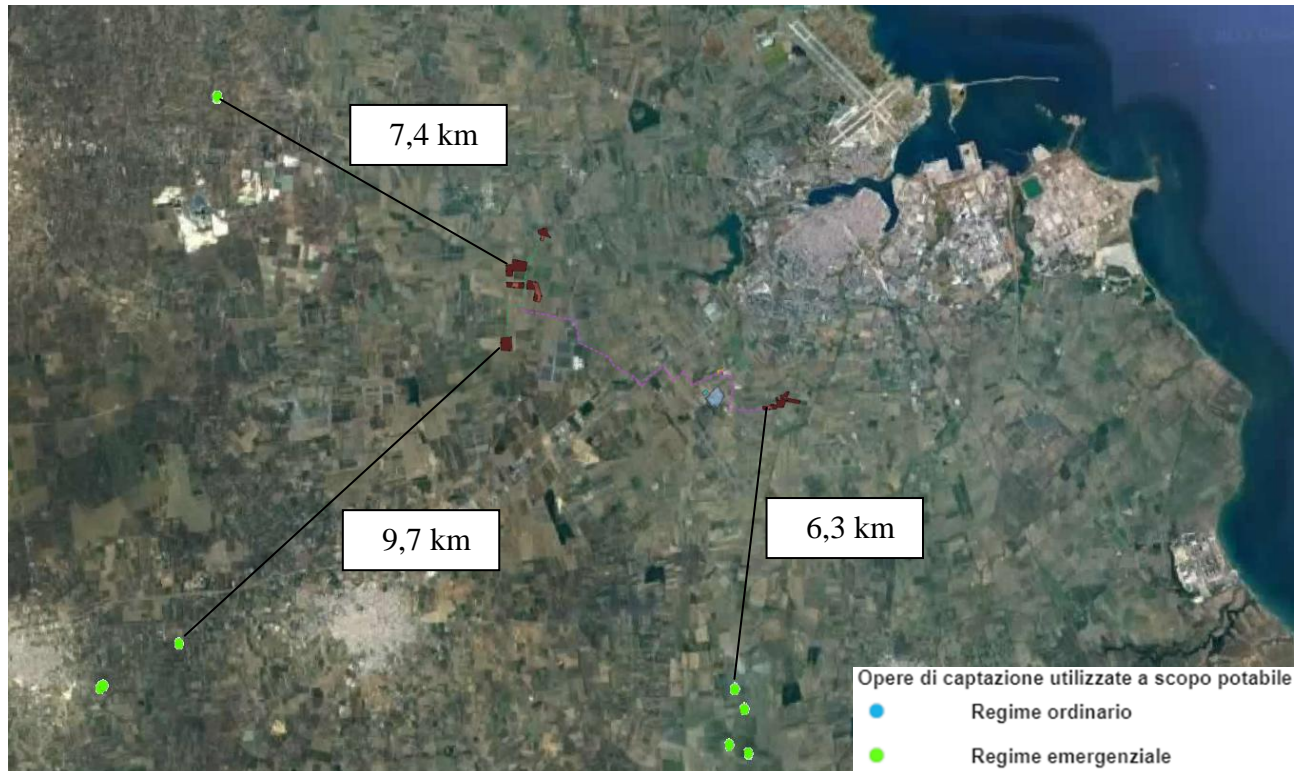 7,4 km
9,7 km
6,3 km
Opere di captazione utilizzate a scopo potabile
Regime ordinario
Regime emergenziale